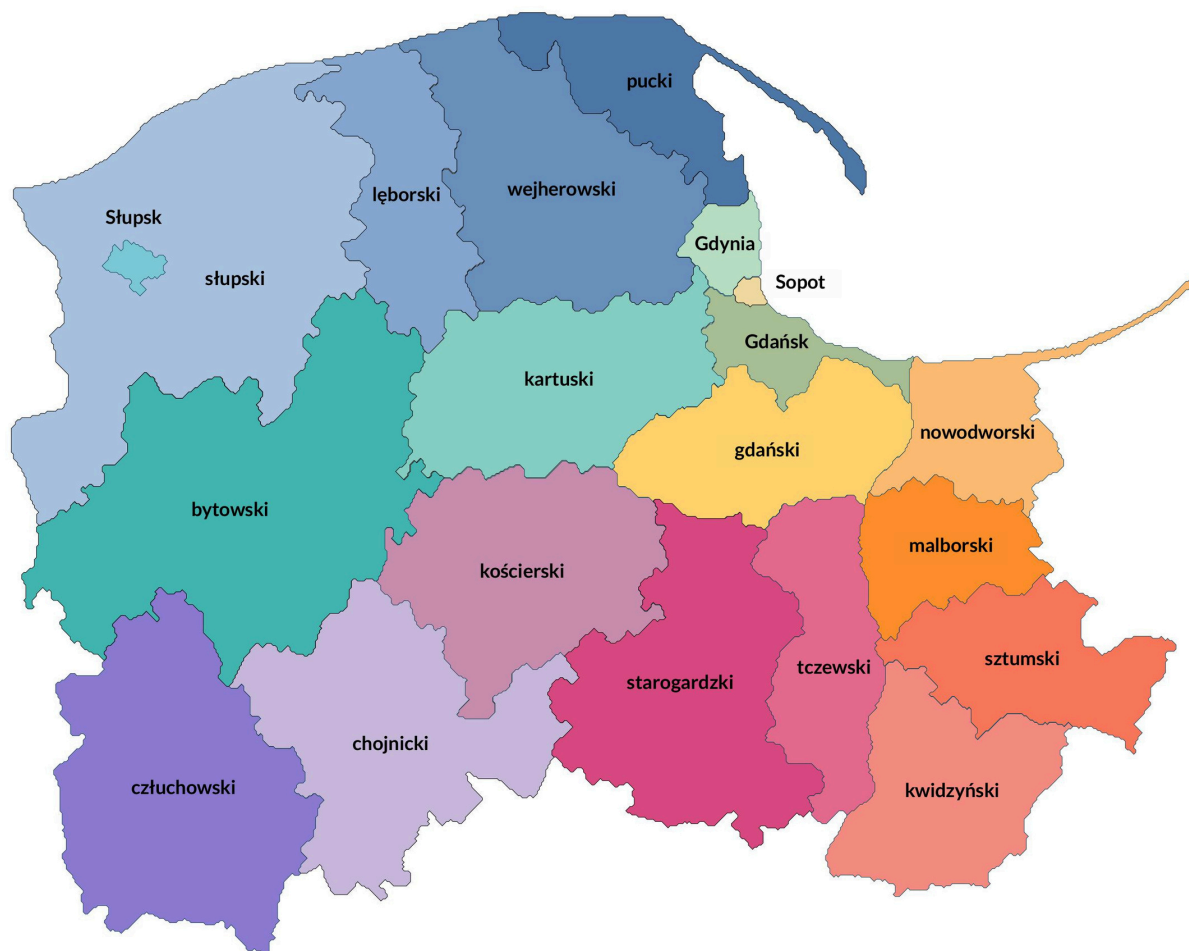 pucki
lęborski
wejherowski
Słupsk
słupski
Gdynia
Sopot
Gdańsk
kartuski
nowodworski
gdański
bytowski
malborski
kościerski
sztumski
tczewski
starogardzki
chojnicki
człuchowski
kwidzyński